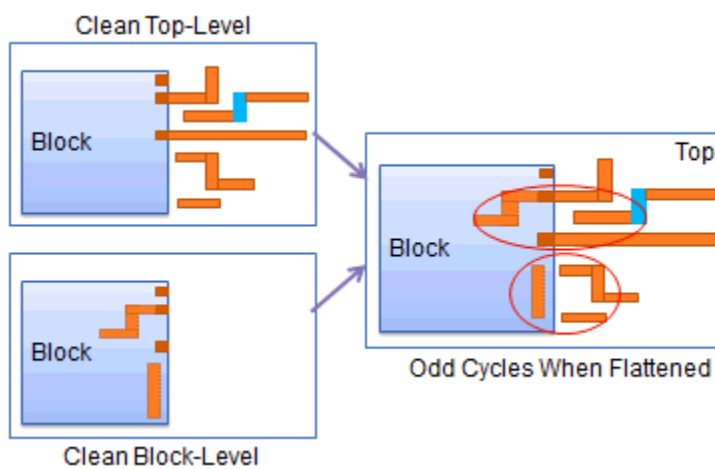 Clean Top-Level
Block
Top
Block
Block
Odd Cycles When Flattened
Clean Block-Level